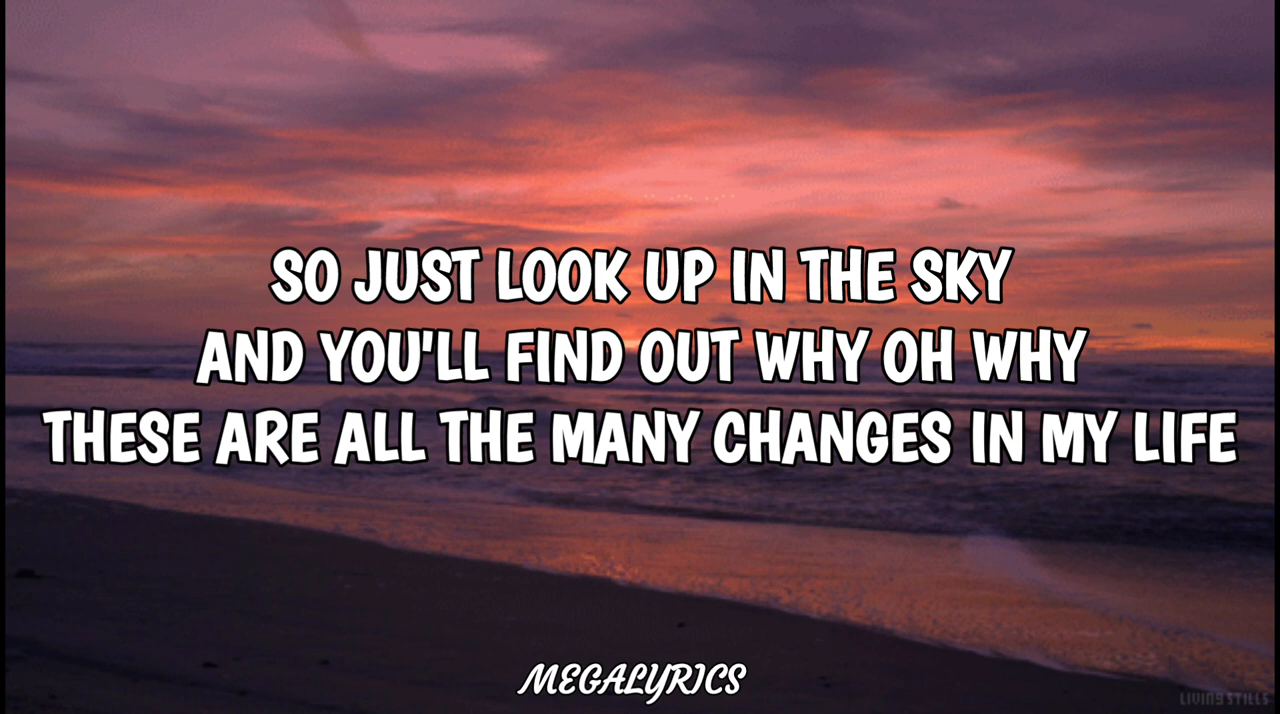 SO JUST LOOK UP IN THE SKY
AND YOU'LL FIND OUT WHY OH WHY
THESE ARE ALL THE MANY CHANGES IN MY LIFE
MEGALYRICS
LIVING STILLS